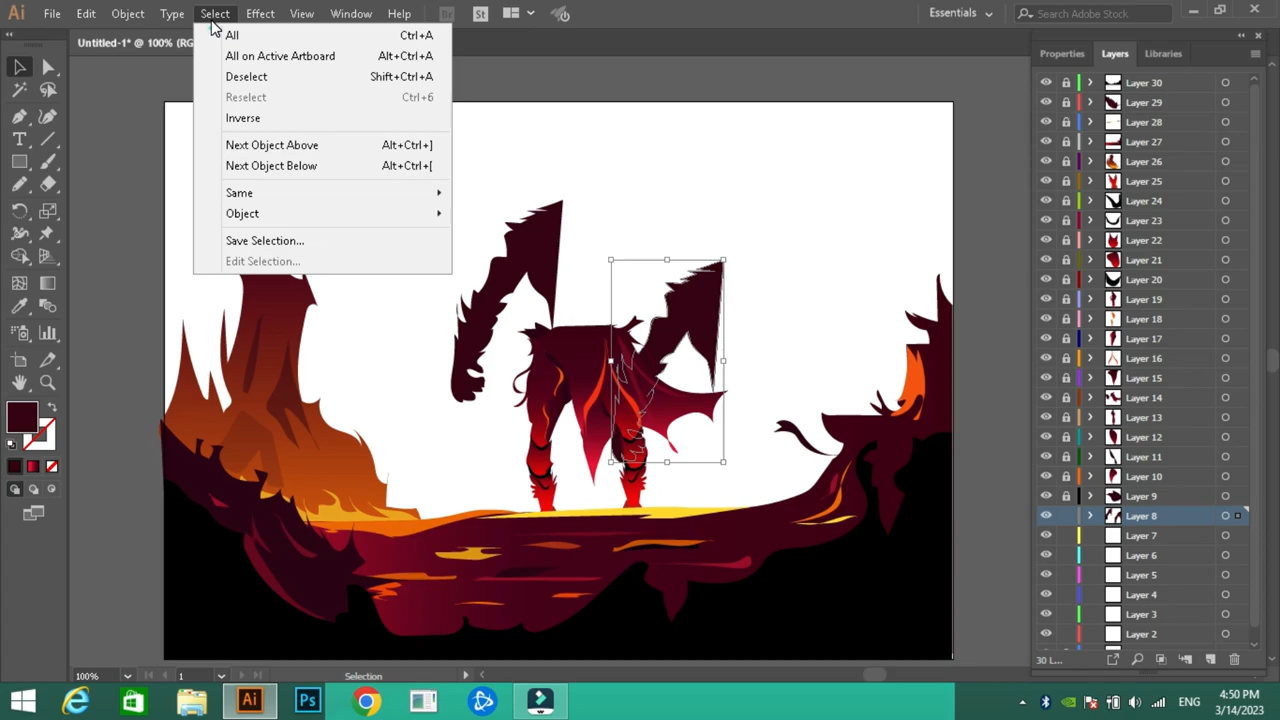 Ai File Edit Object Type Select Effect View Window Help Br St Essentials Search Adobe Stock
Untitled-1* @ 100% (RG
All Ctrl+A
All on Active Artboard Alt+Ctrl+A
Deselect Shift+Ctrl+A
Reselect Ctrl+6
Inverse
Next Object Above Alt+Ctrl+]
Next Object Below Alt+Ctrl+[
Same
Object
Save Selection...
Edit Selection...
Properties Layers Libraries
Layer 30
Layer 29
Layer 28
Layer 27
Layer 26
Layer 25
Layer 24
Layer 23
Layer 22
Layer 21
Layer 20
Layer 19
Layer 18
Layer 17
Layer 16
Layer 15
Layer 14
Layer 13
Layer 12
Layer 11
Layer 10
Layer 9
Layer 8
Layer 7
Layer 6
Layer 5
Layer 4
Layer 3
Layer 2
30 L...
100% 1 Selection
Ai Ps ENG
4:50 PM
3/14/2023